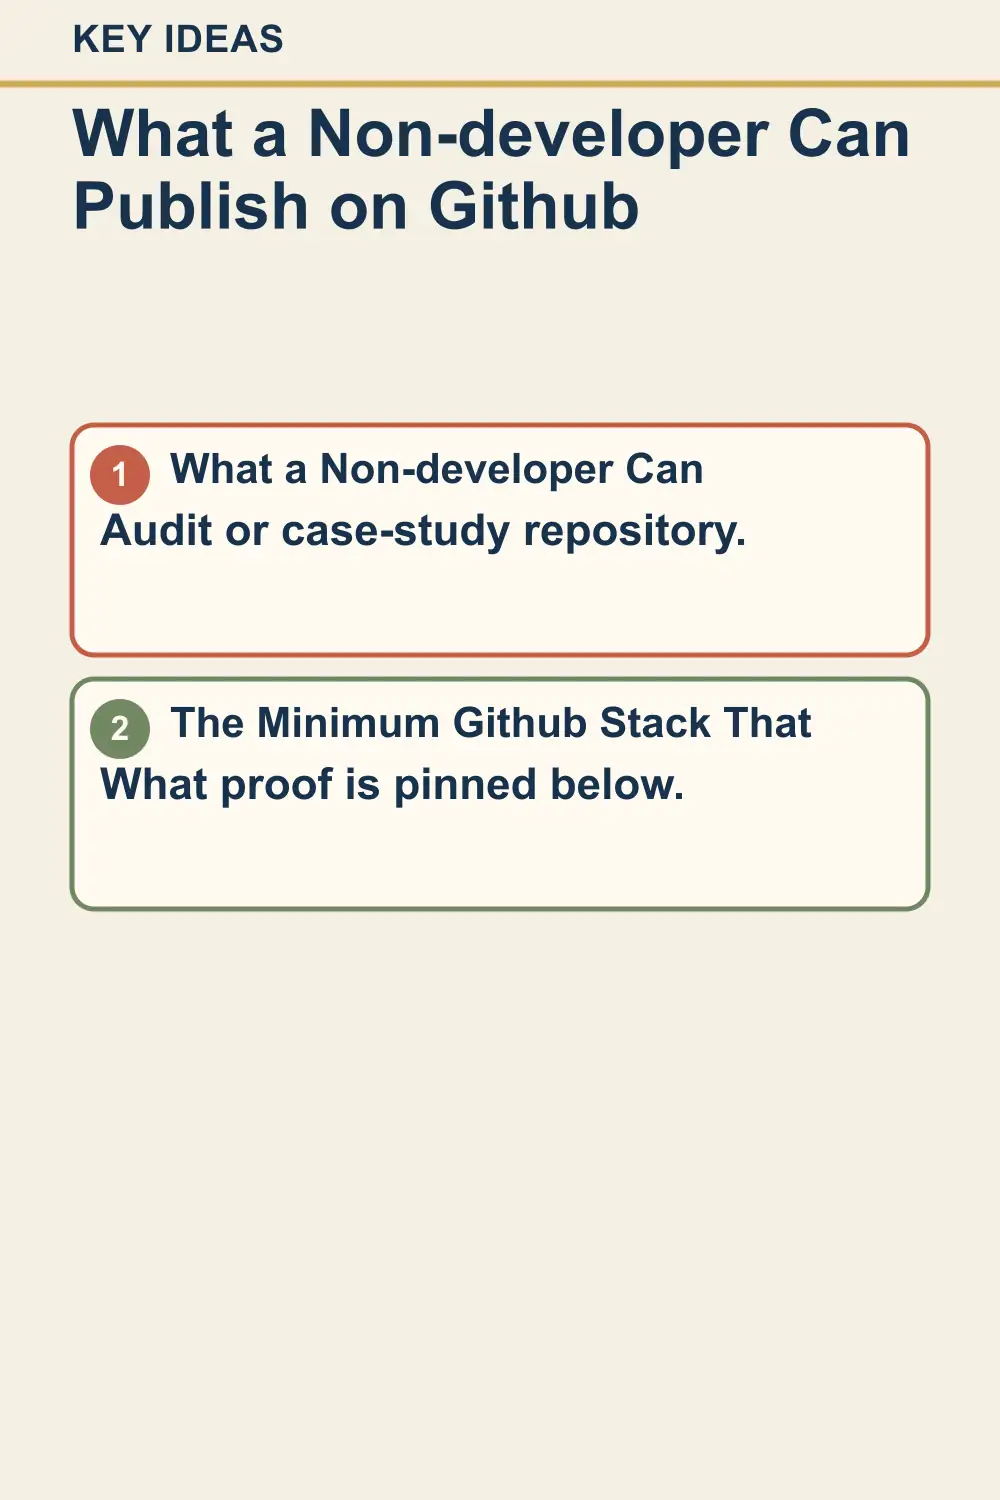 KEY IDEAS
What a Non-developer Can
Publish on Github
1 What a Non-developer Can
Audit or case-study repository.
2 The Minimum Github Stack That
What proof is pinned below.